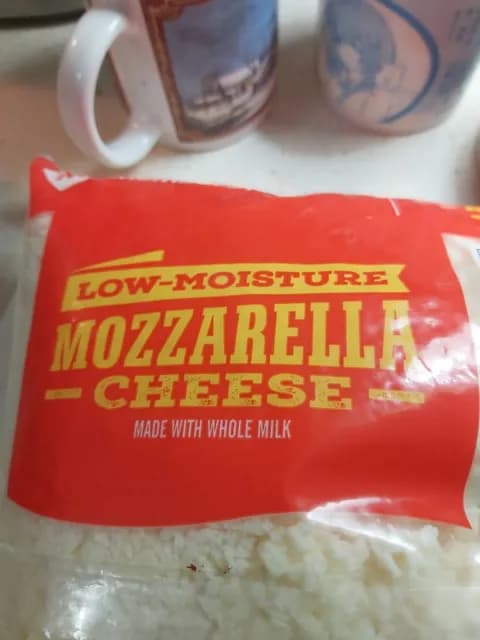 LOW-MOISTURE
MOZZARELLA
CHEESE
MADE WITH WHOLE MILK